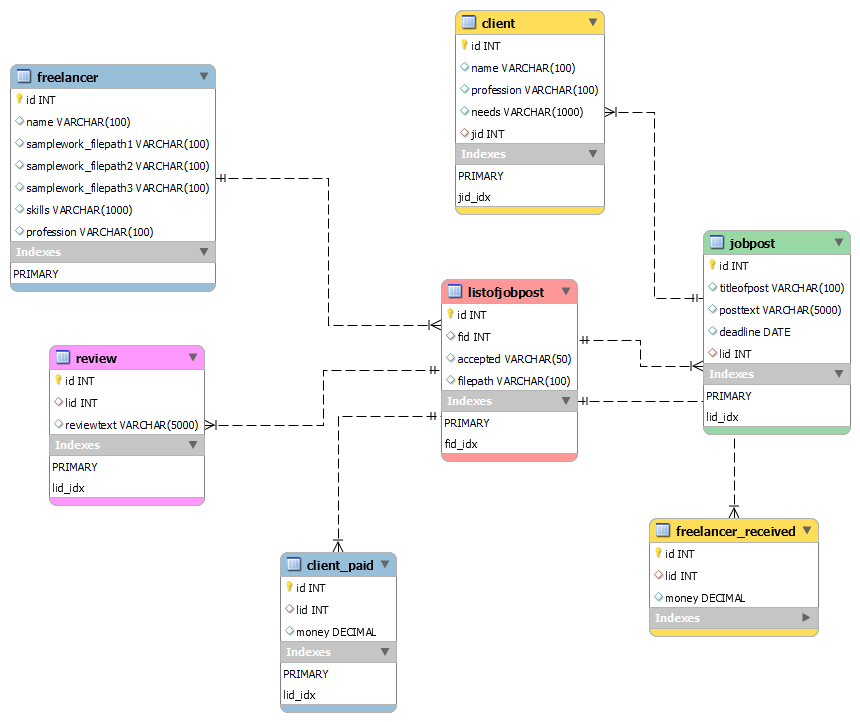 client
id INT
name VARCHAR(100)
profession VARCHAR(100)
needs VARCHAR(1000)
jid INT
Indexes
PRIMARY
jid_idx
freelancer
id INT
name VARCHAR(100)
samplework_filepath1 VARCHAR(100)
samplework_filepath2 VARCHAR(100)
samplework_filepath3 VARCHAR(100)
skills VARCHAR(1000)
profession VARCHAR(100)
Indexes
PRIMARY
jobpost
id INT
titleofpost VARCHAR(100)
posttext VARCHAR(5000)
deadline DATE
lid INT
Indexes
PRIMARY
lid_idx
listofjobpost
id INT
fid INT
accepted VARCHAR(50)
filepath VARCHAR(100)
Indexes
PRIMARY
fid_idx
review
id INT
lid INT
reviewtext VARCHAR(5000)
Indexes
PRIMARY
lid_idx
freelancer_received
id INT
lid INT
money DECIMAL
Indexes
client_paid
id INT
lid INT
money DECIMAL
Indexes
PRIMARY
lid_idx